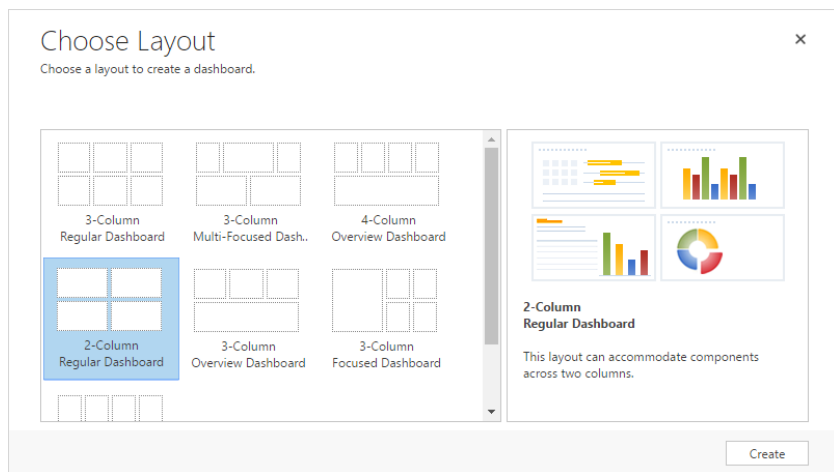 Choose Layout
Choose a layout to create a dashboard.
3-Column
Regular Dashboard
3-Column
Multi-Focused Dash..
4-Column
Overview Dashboard
2-Column
Regular Dashboard
3-Column
Overview Dashboard
3-Column
Focused Dashboard
2-Column
Regular Dashboard
This layout can accommodate components
across two columns.
Create